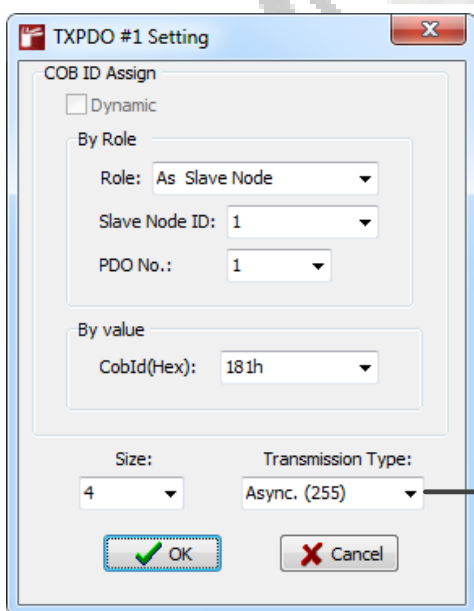 TXPDO #1 Setting
COB ID Assign
Dynamic
By Role
Role: As Slave Node
Slave Node ID: 1
PDO No.: 1
By value
CobId(Hex): 181h
Size: Transmission Type:
4 Async. (255)
OK Cancel